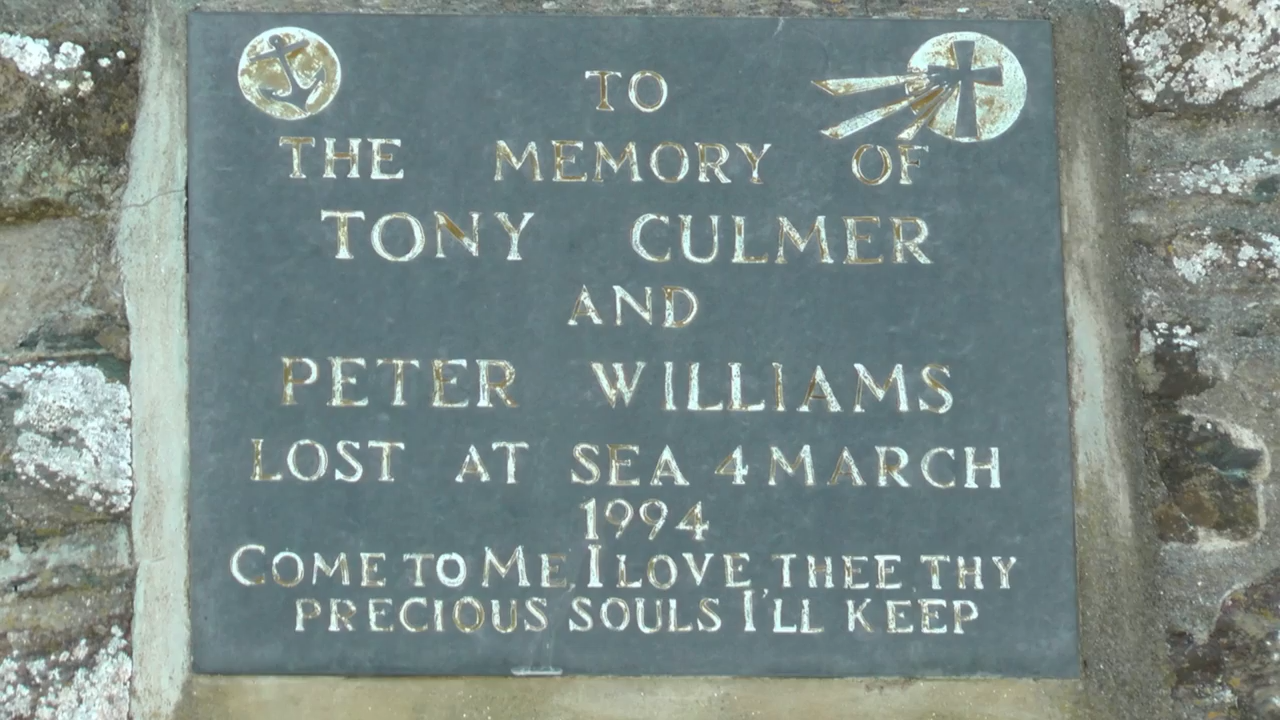 TO
THE MEMORY OF
TONY CULMER
AND
PETER WILLIAMS
LOST AT SEA 4 MARCH
1994
COME TO ME, I LOVE THEE THY
PRECIOUS SOULS I'LL KEEP